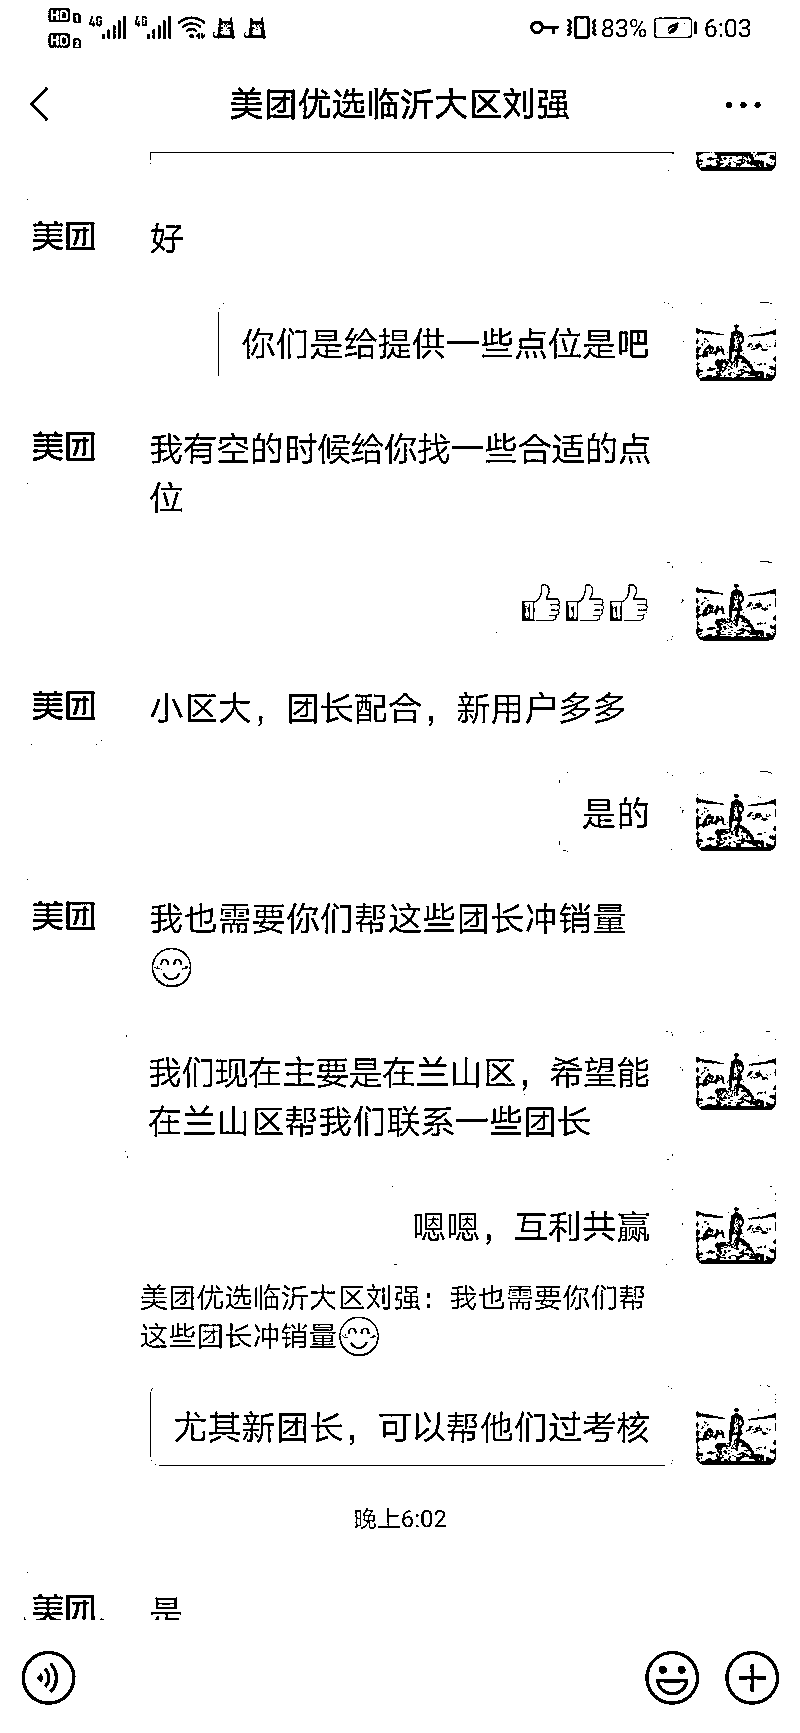 HD 1 4G 4G 83% 6:03
HD 2
美团优选临沂大区刘强
美团 好
你们是给提供一些点位是吧
美团 我有空的时候给你找一些合适的点
位
👍👍👍
美团 小区大，团长配合，新用户多多
是的
美团 我也需要你们帮这些团长冲销量
😊
我们现在主要是在兰山区，希望能
在兰山区帮我们联系一些团长
嗯嗯，互利共赢
美团优选临沂大区刘强：我也需要你们帮
这些团长冲销量😊
尤其新团长，可以帮他们过考核
晚上6:02
美团 是